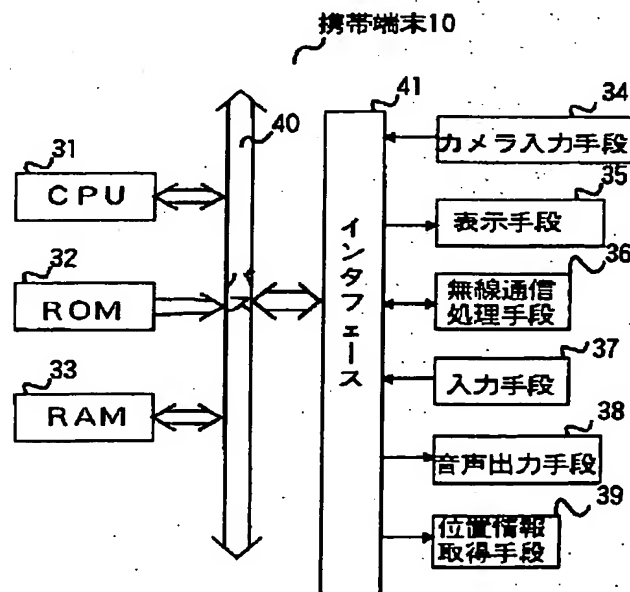 携帯端末10
31
CPU
32
ROM
33
RAM
40
バス
41
インタフェース
34
カメラ入力手段
35
表示手段
36
無線通信
処理手段
37
入力手段
38
音声出力手段
39
位置情報
取得手段